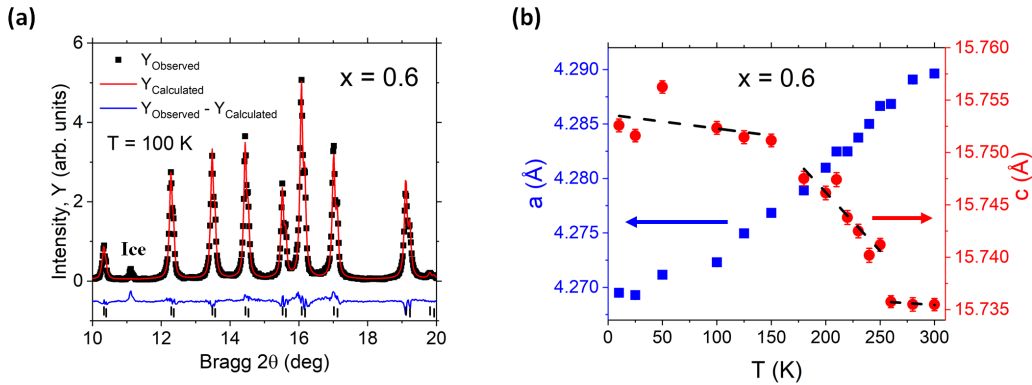 (a)
6
4
2
0
Intensity, Y (arb. units)
Y_Observed
Y_Calculated
Y_Observed - Y_Calculated
x = 0.6
T = 100 K
Ice
10 12 14 16 18 20
Bragg 2θ (deg)
(b)
x = 0.6
4.290
4.285
4.280
4.275
4.270
a (Å)
15.760
15.755
15.750
15.745
15.740
15.735
c (Å)
0 50 100 150 200 250 300
T (K)